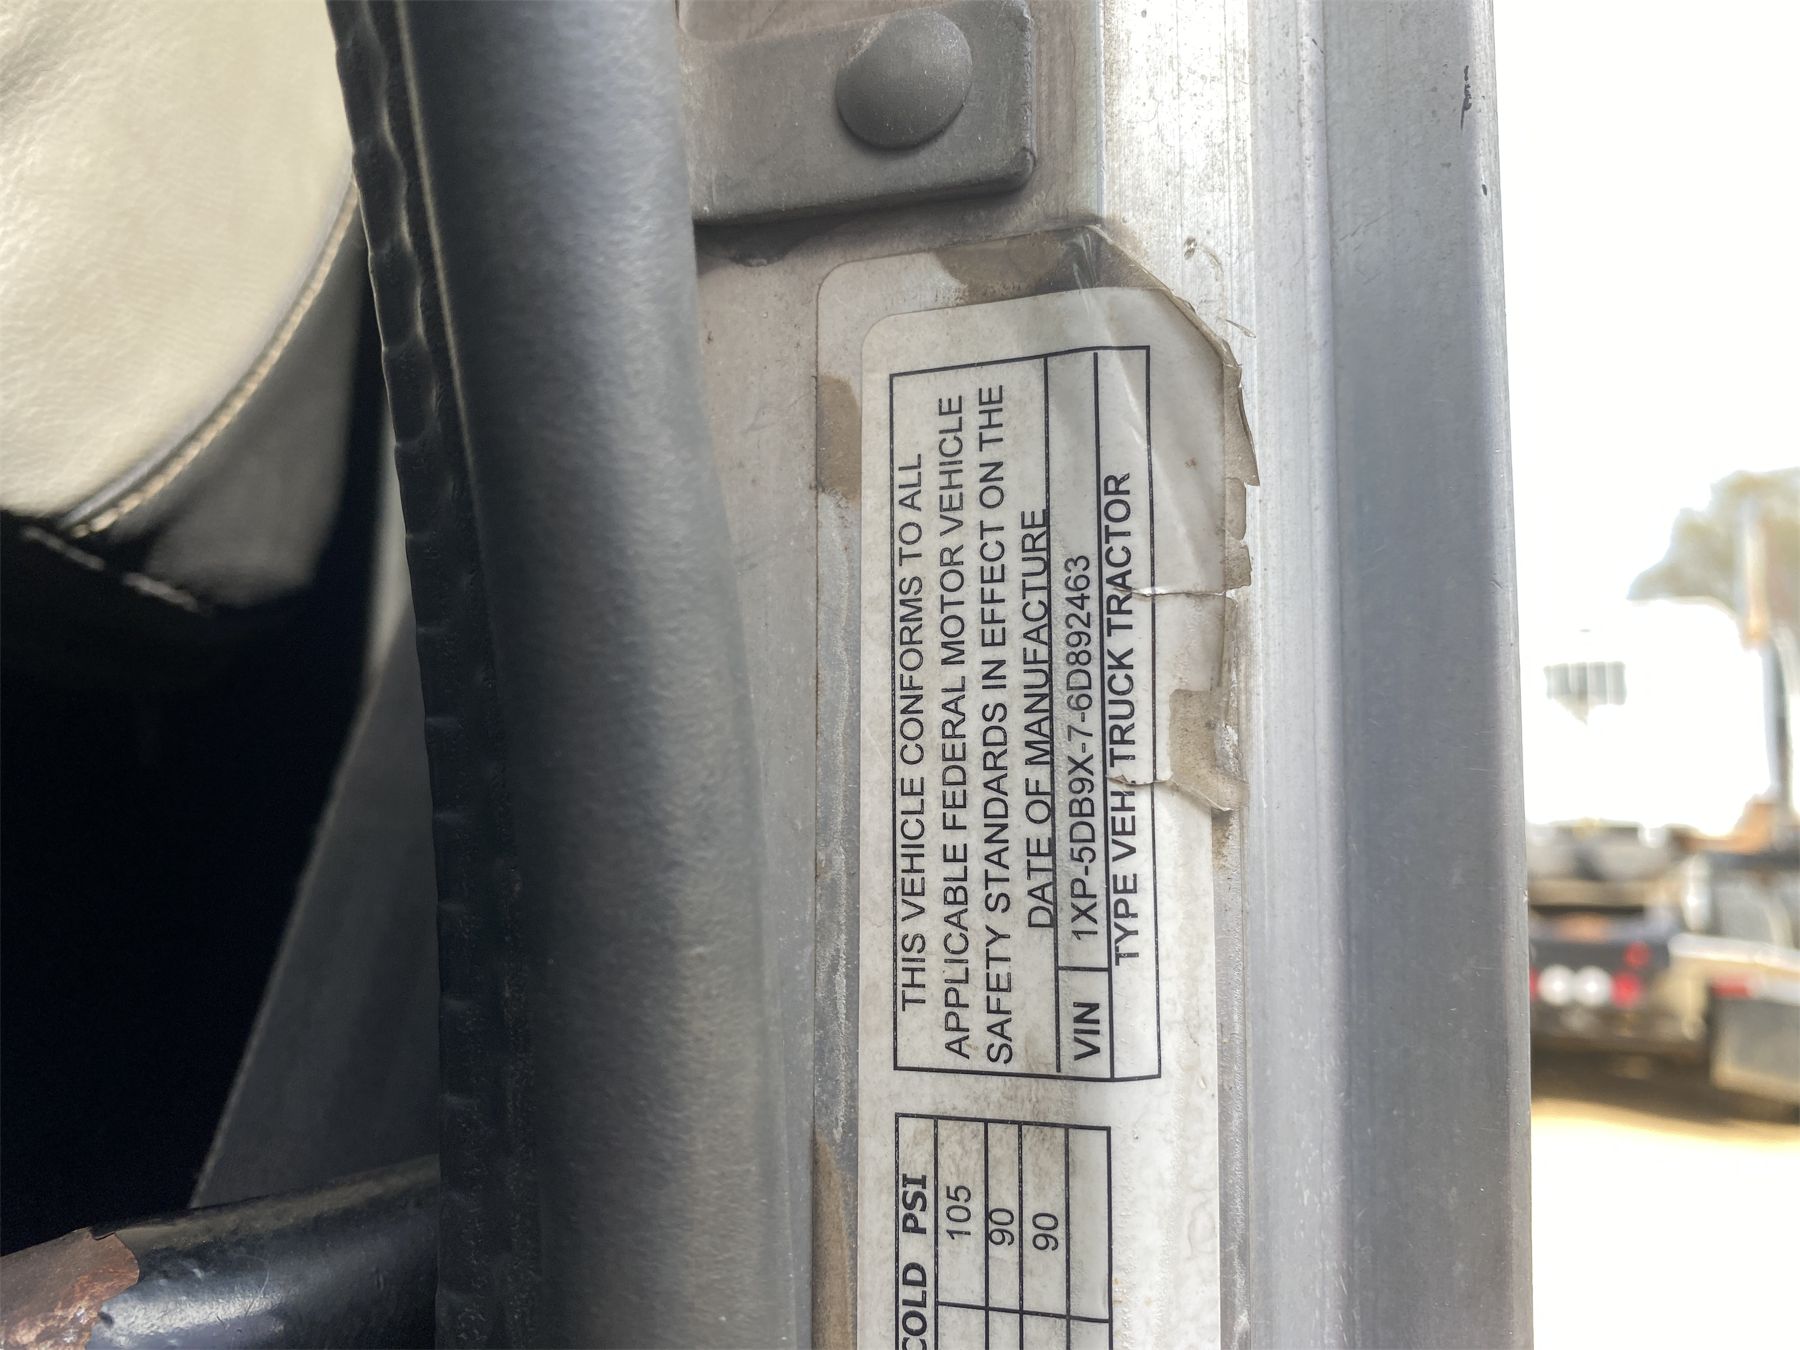 THIS VEHICLE CONFORMS TO ALL
APPLICABLE FEDERAL MOTOR VEHICLE
SAFETY STANDARDS IN EFFECT ON THE
DATE OF MANUFACTURE
VIN 1XP-5DB9X-7-6D892463
TYPE VEH TRUCK TRACTOR
COLD PSI
105
90
90